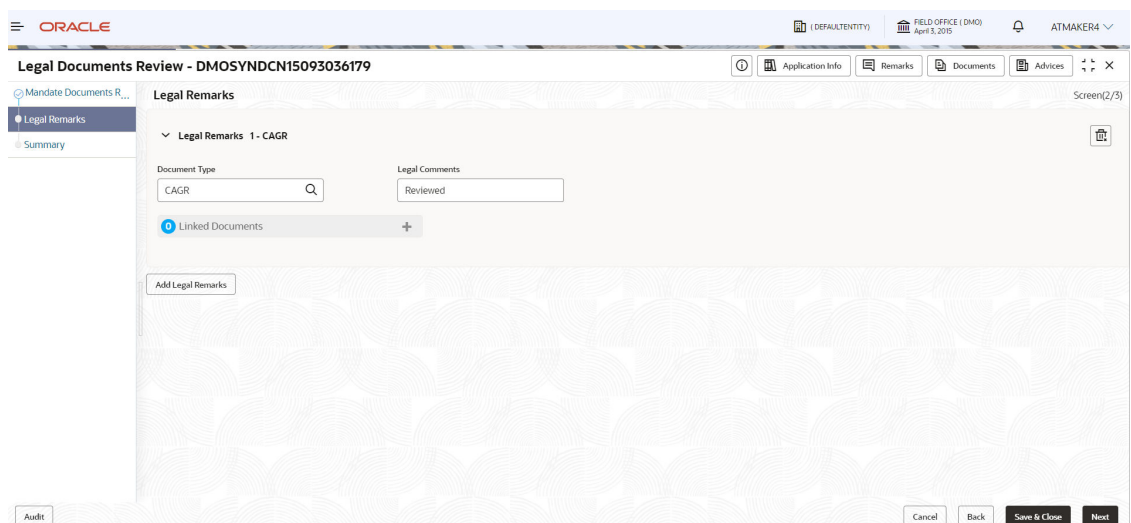 ORACLE
( DEFAULTENTITY)
FIELD OFFICE ( DMO)
April 3, 2015
ATMAKER4
Legal Documents Review - DMOSYNDCN15093036179
Application Info
Remarks
Documents
Advices
Mandate Documents R...
Legal Remarks
Summary
Legal Remarks
Screen(2/3)
Legal Remarks 1 - CAGR
Document Type
Legal Comments
CAGR
Reviewed
0 Linked Documents
Add Legal Remarks
Audit
Cancel
Back
Save & Close
Next